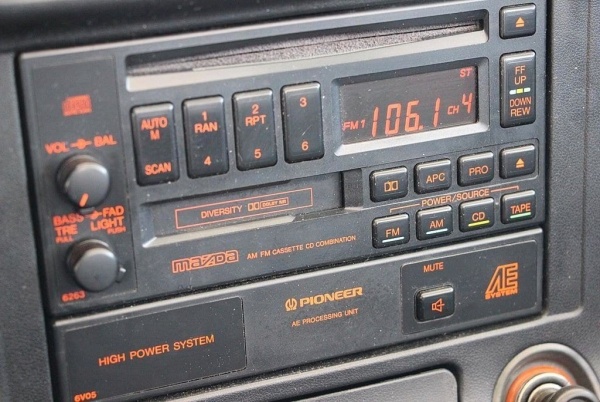 ST
FM1 106.1 CH 4
FF
UP
DOWN
REW
AUTO
M
SCAN
1
RAN
4
2
RPT
5
3
6
VOL BAL
BASS FAD
TRE LIGHT
PULL PUSH
6263
APC
PRO
POWER/SOURCE
FM
AM
CD
TAPE
DIVERSITY DOLBY NR
mazda AM FM CASSETTE CD COMBINATION
PIONEER
AE PROCESSING UNIT
MUTE
AE
SYSTEM
HIGH POWER SYSTEM
6V05